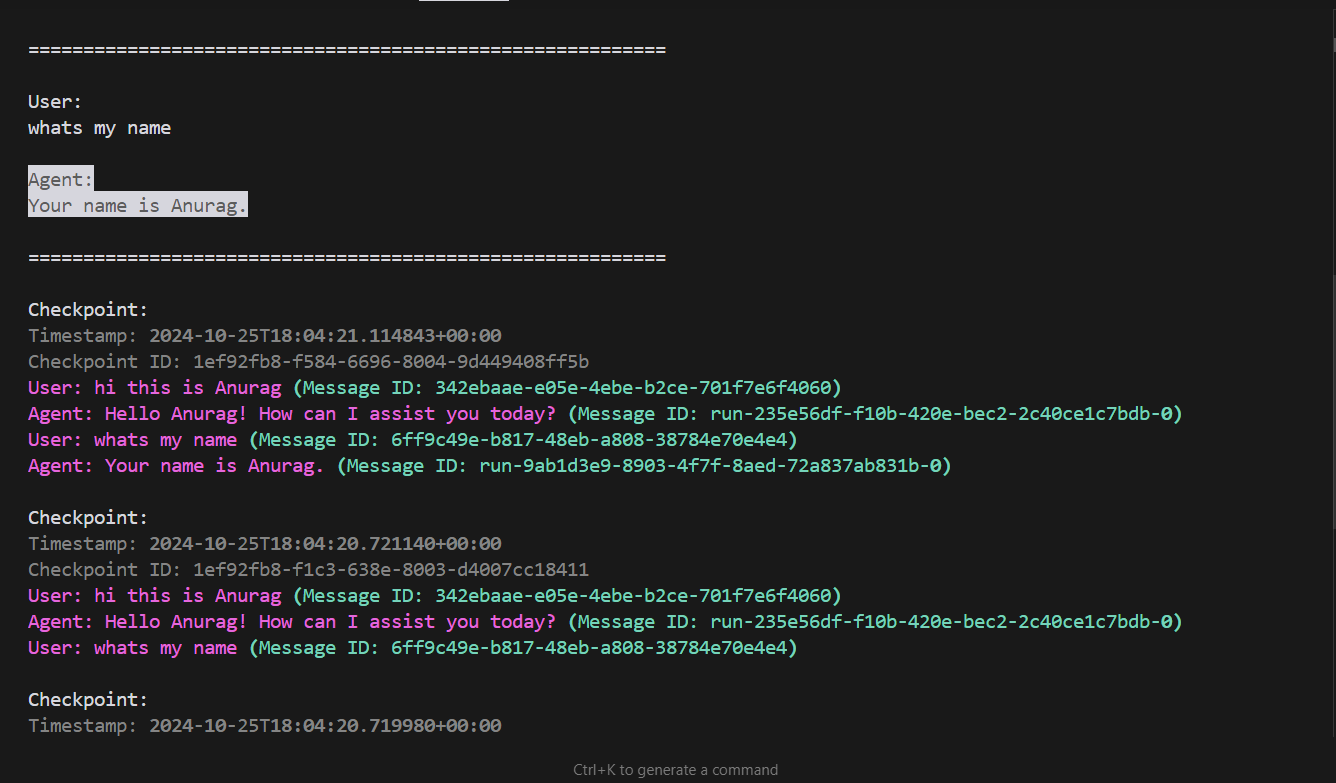 ==========================================================
User:
whats my name
Agent:
Your name is Anurag.
==========================================================
Checkpoint:
Timestamp: 2024-10-25T18:04:21.114843+00:00
Checkpoint ID: 1ef92fb8-f584-6696-8004-9d449408ff5b
User: hi this is Anurag (Message ID: 342ebaae-e05e-4ebe-b2ce-701f7e6f4060)
Agent: Hello Anurag! How can I assist you today? (Message ID: run-235e56df-f10b-420e-bec2-2c40ce1c7bdb-0)
User: whats my name (Message ID: 6ff9c49e-b817-48eb-a808-38784e70e4e4)
Agent: Your name is Anurag. (Message ID: run-9ab1d3e9-8903-4f7f-8aed-72a837ab831b-0)
Checkpoint:
Timestamp: 2024-10-25T18:04:20.721140+00:00
Checkpoint ID: 1ef92fb8-f1c3-638e-8003-d4007cc18411
User: hi this is Anurag (Message ID: 342ebaae-e05e-4ebe-b2ce-701f7e6f4060)
Agent: Hello Anurag! How can I assist you today? (Message ID: run-235e56df-f10b-420e-bec2-2c40ce1c7bdb-0)
User: whats my name (Message ID: 6ff9c49e-b817-48eb-a808-38784e70e4e4)
Checkpoint:
Timestamp: 2024-10-25T18:04:20.719980+00:00
Ctrl+K to generate a command